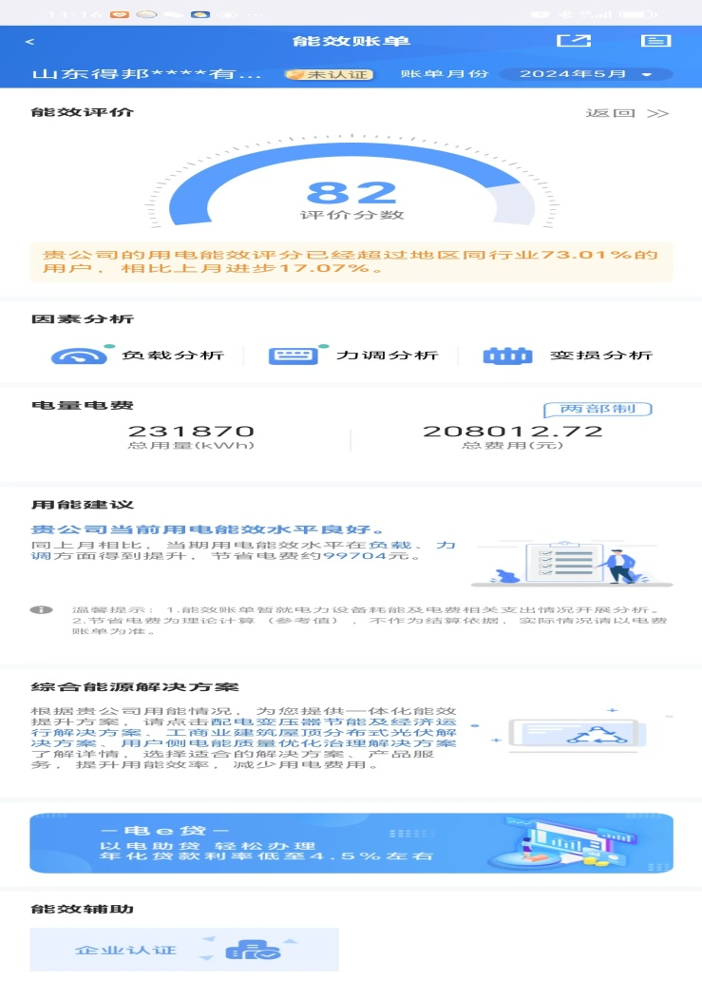 11:16
<
能效账单
山东得邦****有...
未认证
账单月份
2024年5月
能效评价
返回 >>
82
评价分数
贵公司的用电能效评分已经超过地区同行业73.01%的
用户，相比上月进步17.07%。
因素分析
负载分析
力调分析
变损分析
电量电费
两部制
231870
总用量(kWh)
208012.72
总费用(元)
用能建议
贵公司当前用电能效水平良好。
同上月相比，当期用电能效水平在负载、力
调方面得到提升，节省电费约99704元。
温馨提示：1.能效账单暂就电力设备耗能及电费相关支出情况开展分析。
2.节省电费为理论计算（参考值），不作为结算依据，实际情况请以电费
账单为准。
综合能源解决方案
根据贵公司用能情况，为您提供一体化能效
提升方案，请点击配电变压器节能及经济运
行解决方案、工商业建筑屋顶分布式光伏解
决方案、用户侧电能质量优化治理解决方案
了解详情，选择适合的解决方案、产品服
务，提升用能效率，减少用电费用。
－电e贷－
以电助贷 轻松办理
年化贷款利率低至4.5%左右
能效辅助
企业认证